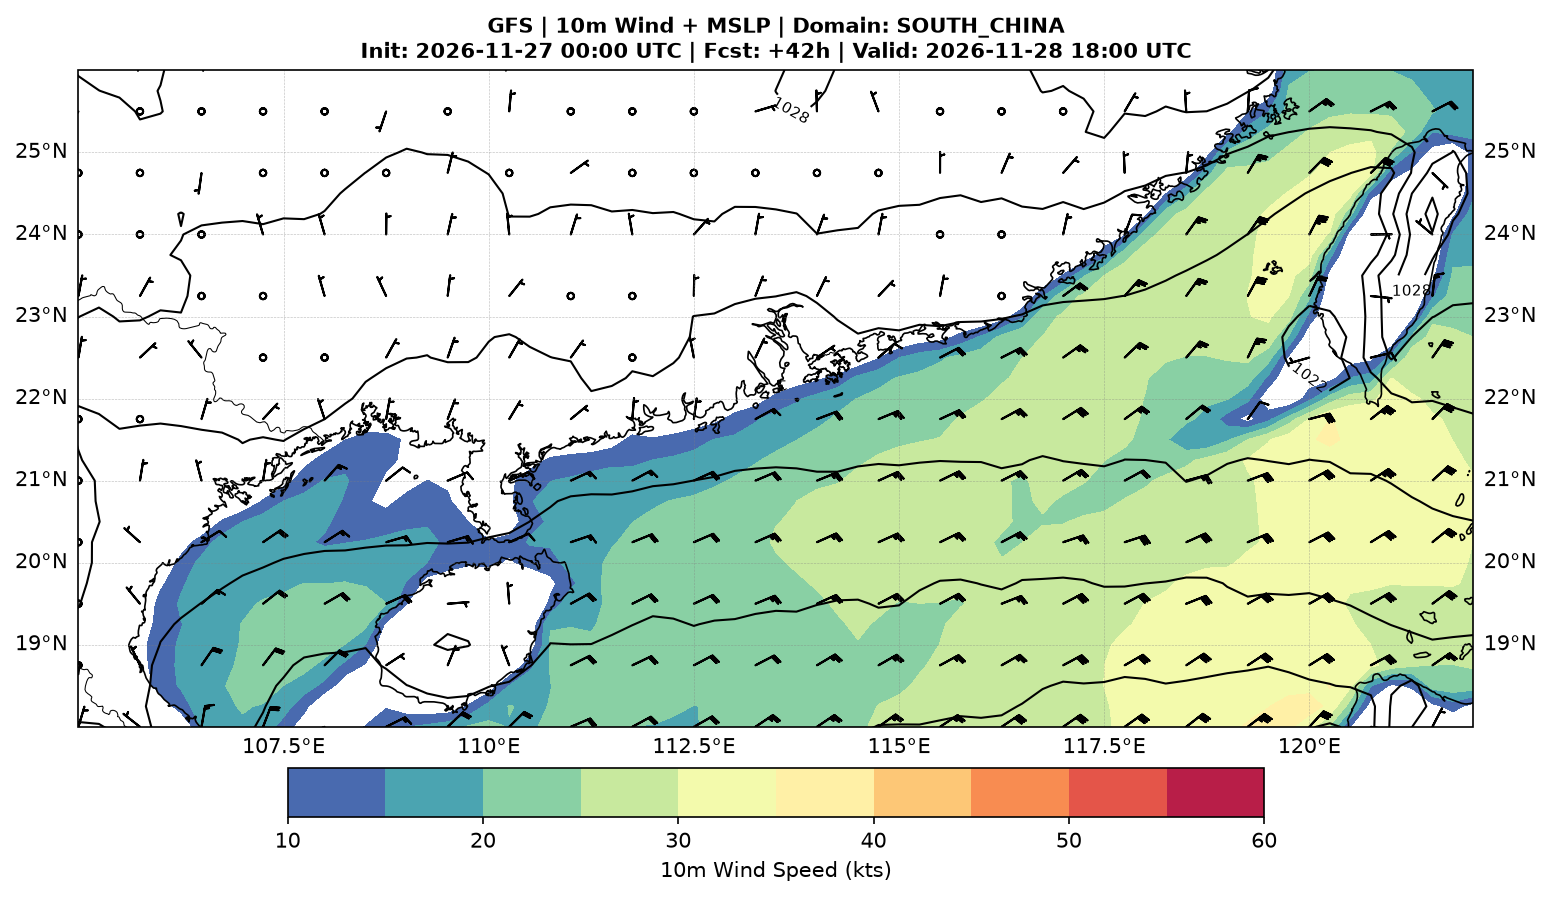 GFS | 10m Wind + MSLP | Domain: SOUTH_CHINA
Init: 2026-11-27 00:00 UTC | Fcst: +42h | Valid: 2026-11-28 18:00 UTC
1028
25°N 25°N
24°N 24°N
1028
23°N 23°N
1022
22°N 22°N
21°N 21°N
20°N 20°N
19°N 19°N
107.5°E 110°E 112.5°E 115°E 117.5°E 120°E
10 20 30 40 50 60
10m Wind Speed (kts)